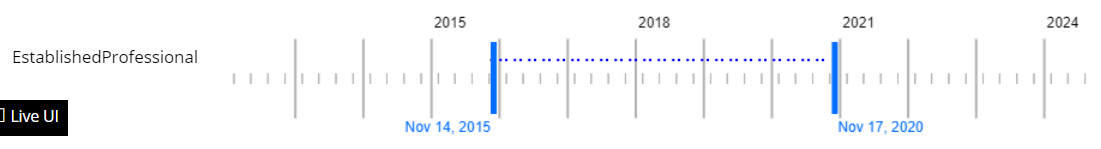 2015 2018 2021 2024
EstablishedProfessional
Live UI
Nov 14, 2015 Nov 17, 2020